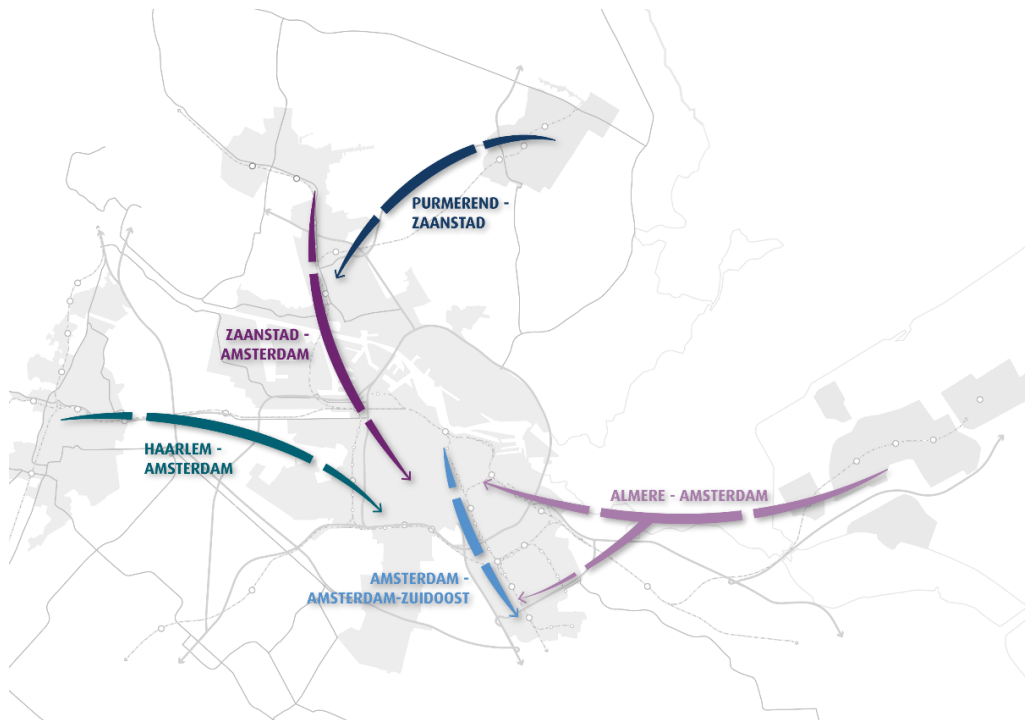 PURMEREND -
ZAANSTAD
ZAANSTAD -
AMSTERDAM
HAARLEM -
AMSTERDAM
ALMERE - AMSTERDAM
AMSTERDAM -
AMSTERDAM-ZUIDOOST